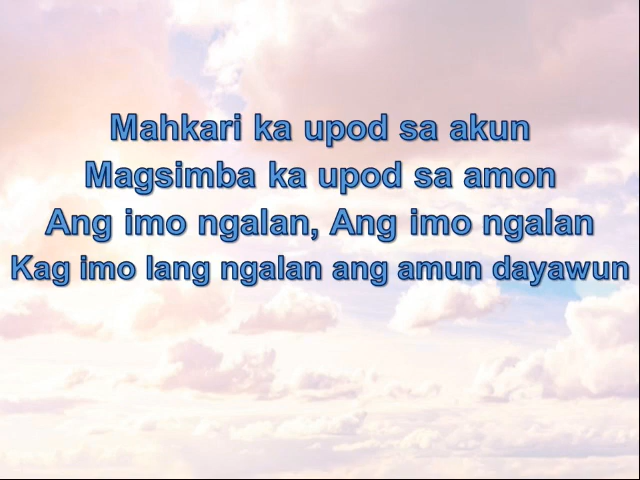 Mahkari ka upod sa akun
Magsimba ka upod sa amon
Ang imo ngalan, Ang imo ngalan
Kag imo lang ngalan ang amun dayawun